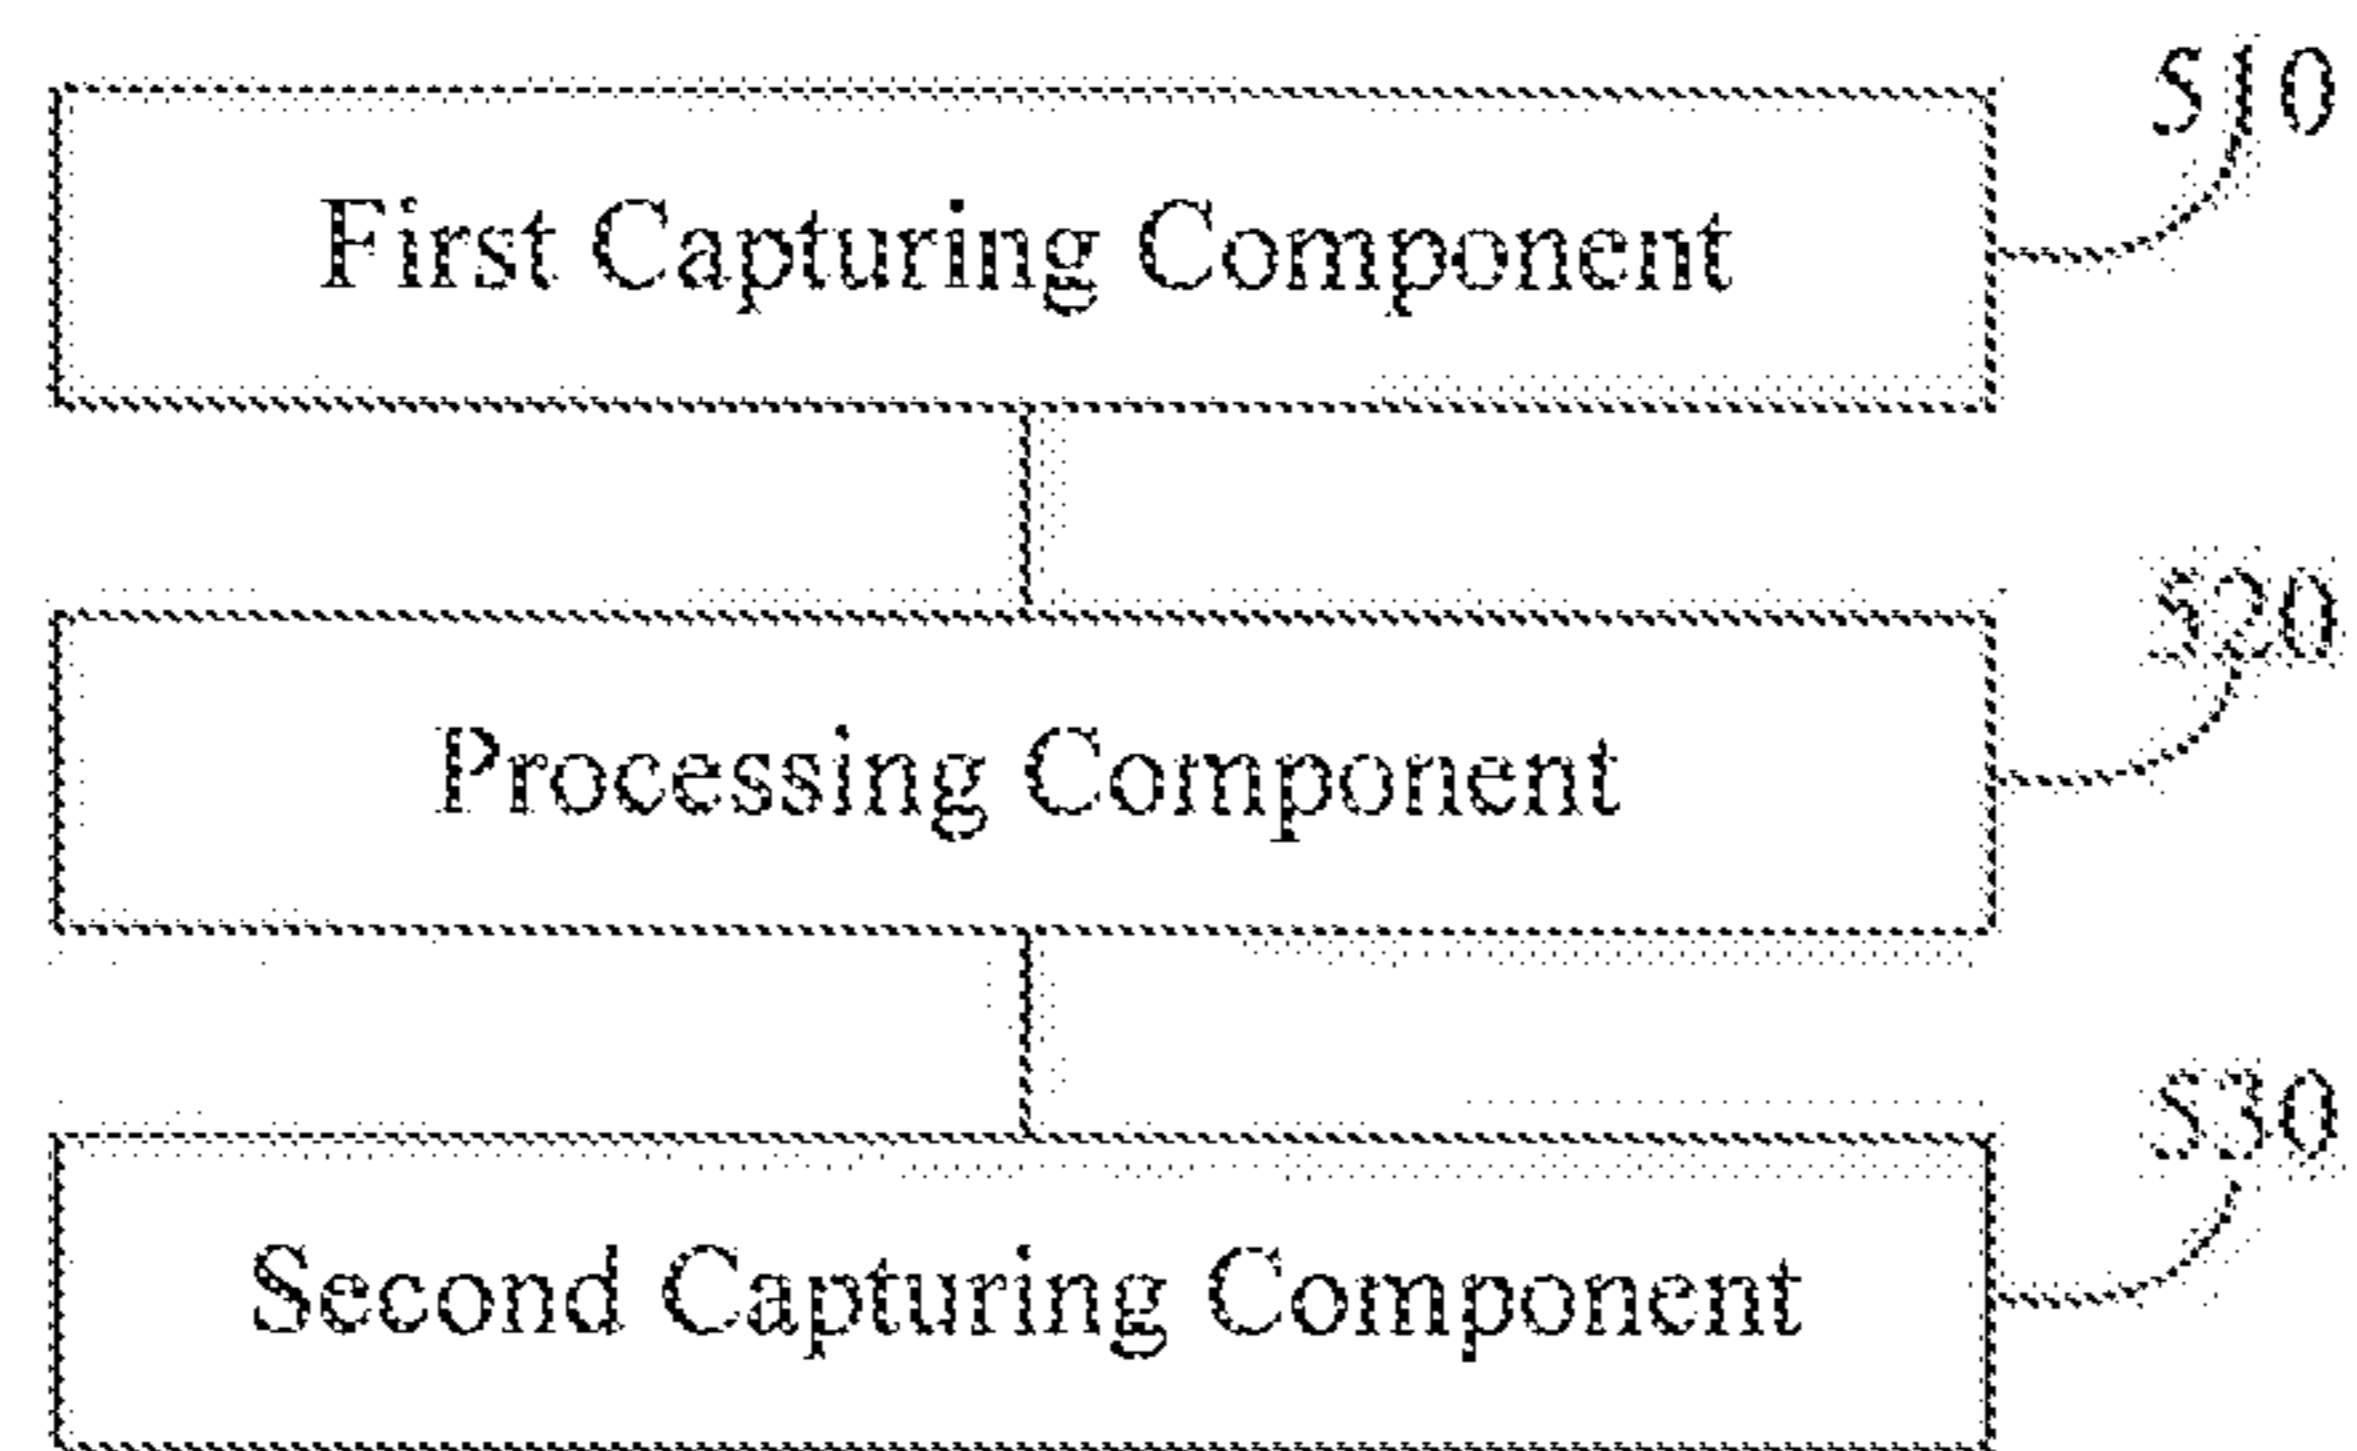 510
First Capturing Component
520
Processing Component
530
Second Capturing Component